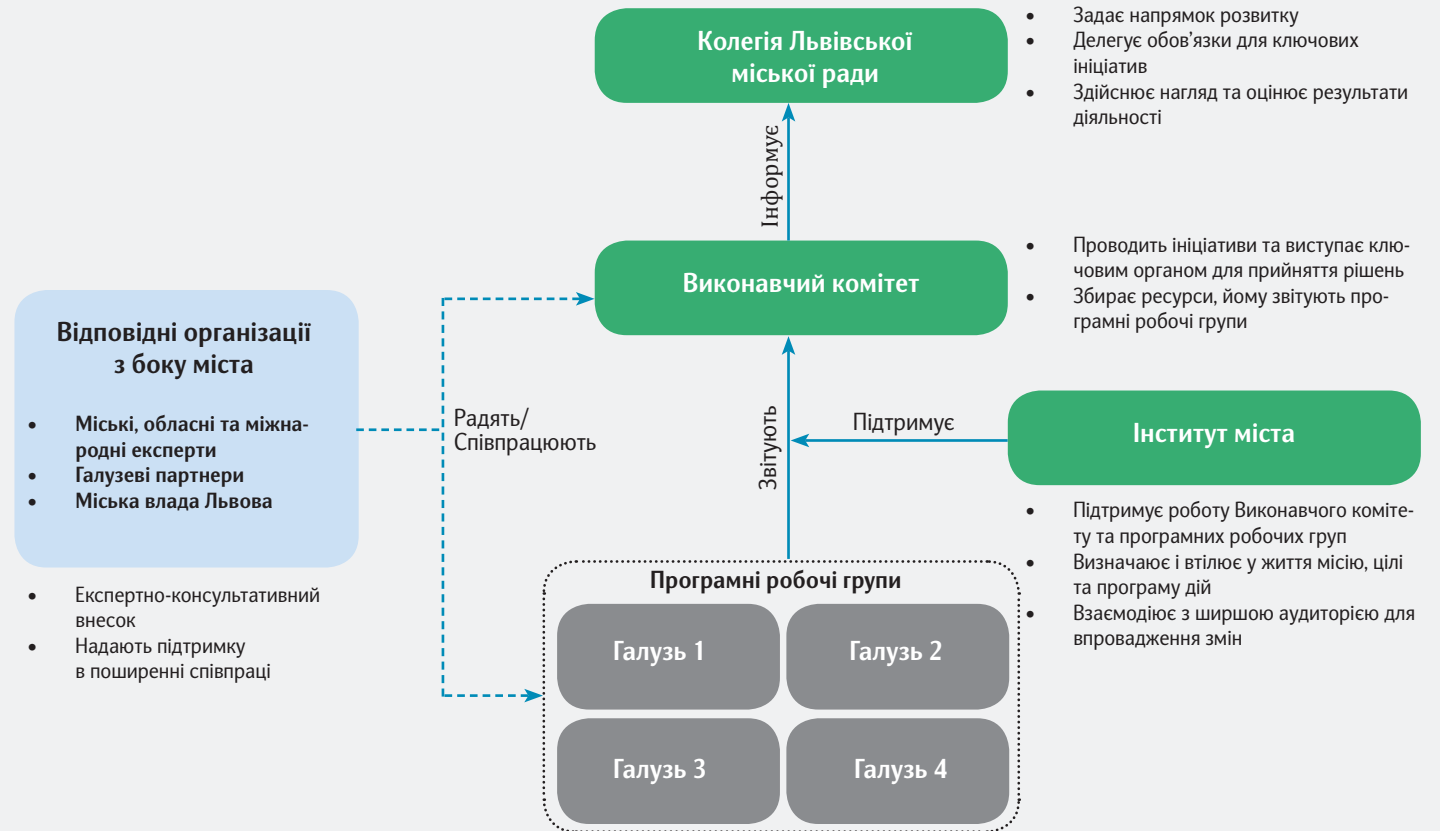 Колегія Львівської
міської ради
• Задає напрямок розвитку
• Делегує обов’язки для ключових
ініціатив
• Здійснює нагляд та оцінює результати
діяльності
Інформує
Виконавчий комітет
• Проводить ініціативи та виступає клю-
човим органом для прийняття рішень
• Збирає ресурси, йому звітують про-
грамні робочі групи
Відповідні організації
з боку міста
• Міські, обласні та міжна-
родні експерти
• Галузеві партнери
• Міська влада Львова
• Експертно-консультативний
внесок
• Надають підтримку
в поширенні співпраці
Радять/
Співпрацюють
Звітують
Підтримує
Інститут міста
• Підтримує роботу Виконавчого коміте-
ту та програмних робочих груп
• Визначаює і втілює у життя місію, цілі
та програму дій
• Взаємодіює з ширшою аудиторією для
впровадження змін
Програмні робочі групи
Галузь 1
Галузь 2
Галузь 3
Галузь 4